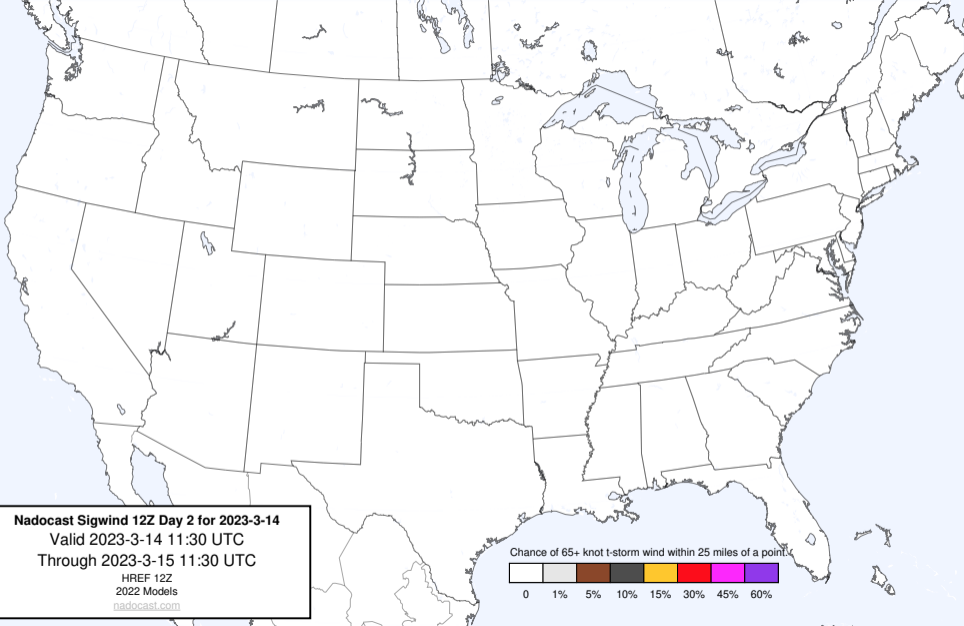 Nadocast Sigwind 12Z Day 2 for 2023-3-14
Valid 2023-3-14 11:30 UTC
Through 2023-3-15 11:30 UTC
HREF 12Z
2022 Models
nadocast.com
Chance of 65+ knot t-storm wind within 25 miles of a point.
0 1% 5% 10% 15% 30% 45% 60%